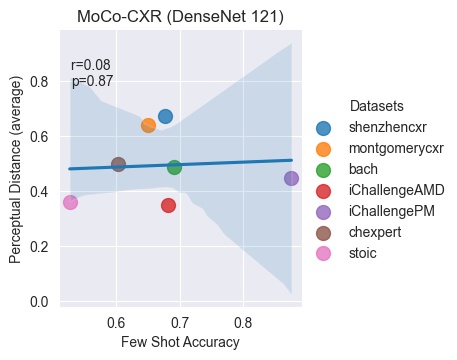 MoCo-CXR (DenseNet 121)
r=0.08
p=0.87
Perceptual Distance (average)
0.8
0.6
0.4
0.2
0.0
0.6 0.7 0.8
Few Shot Accuracy
Datasets
shenzhencxr
montgomerycxr
bach
iChallengeAMD
iChallengePM
chexpert
stoic